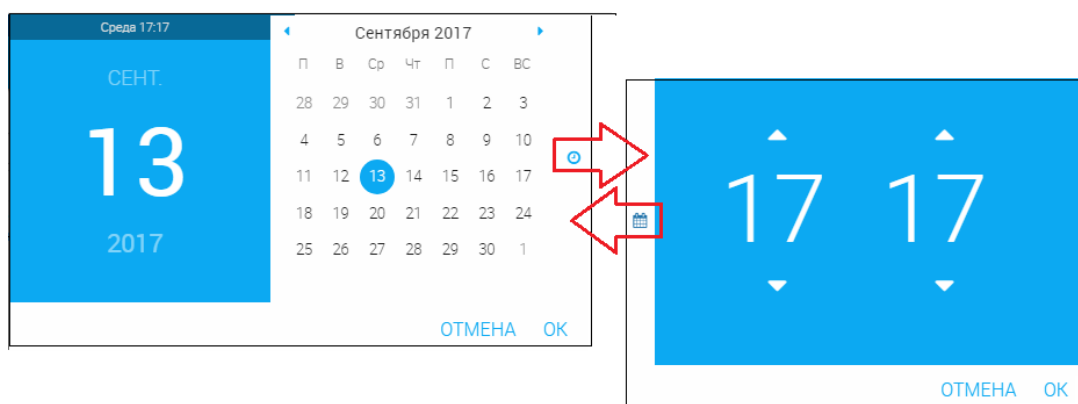 Среда 17:17
СЕНТ.
13
2017
Сентября 2017
П В Ср Чт П С ВС
28 29 30 31 1 2 3
4 5 6 7 8 9 10
11 12 13 14 15 16 17
18 19 20 21 22 23 24
25 26 27 28 29 30 1
ОТМЕНА ОК
17 17
ОТМЕНА ОК